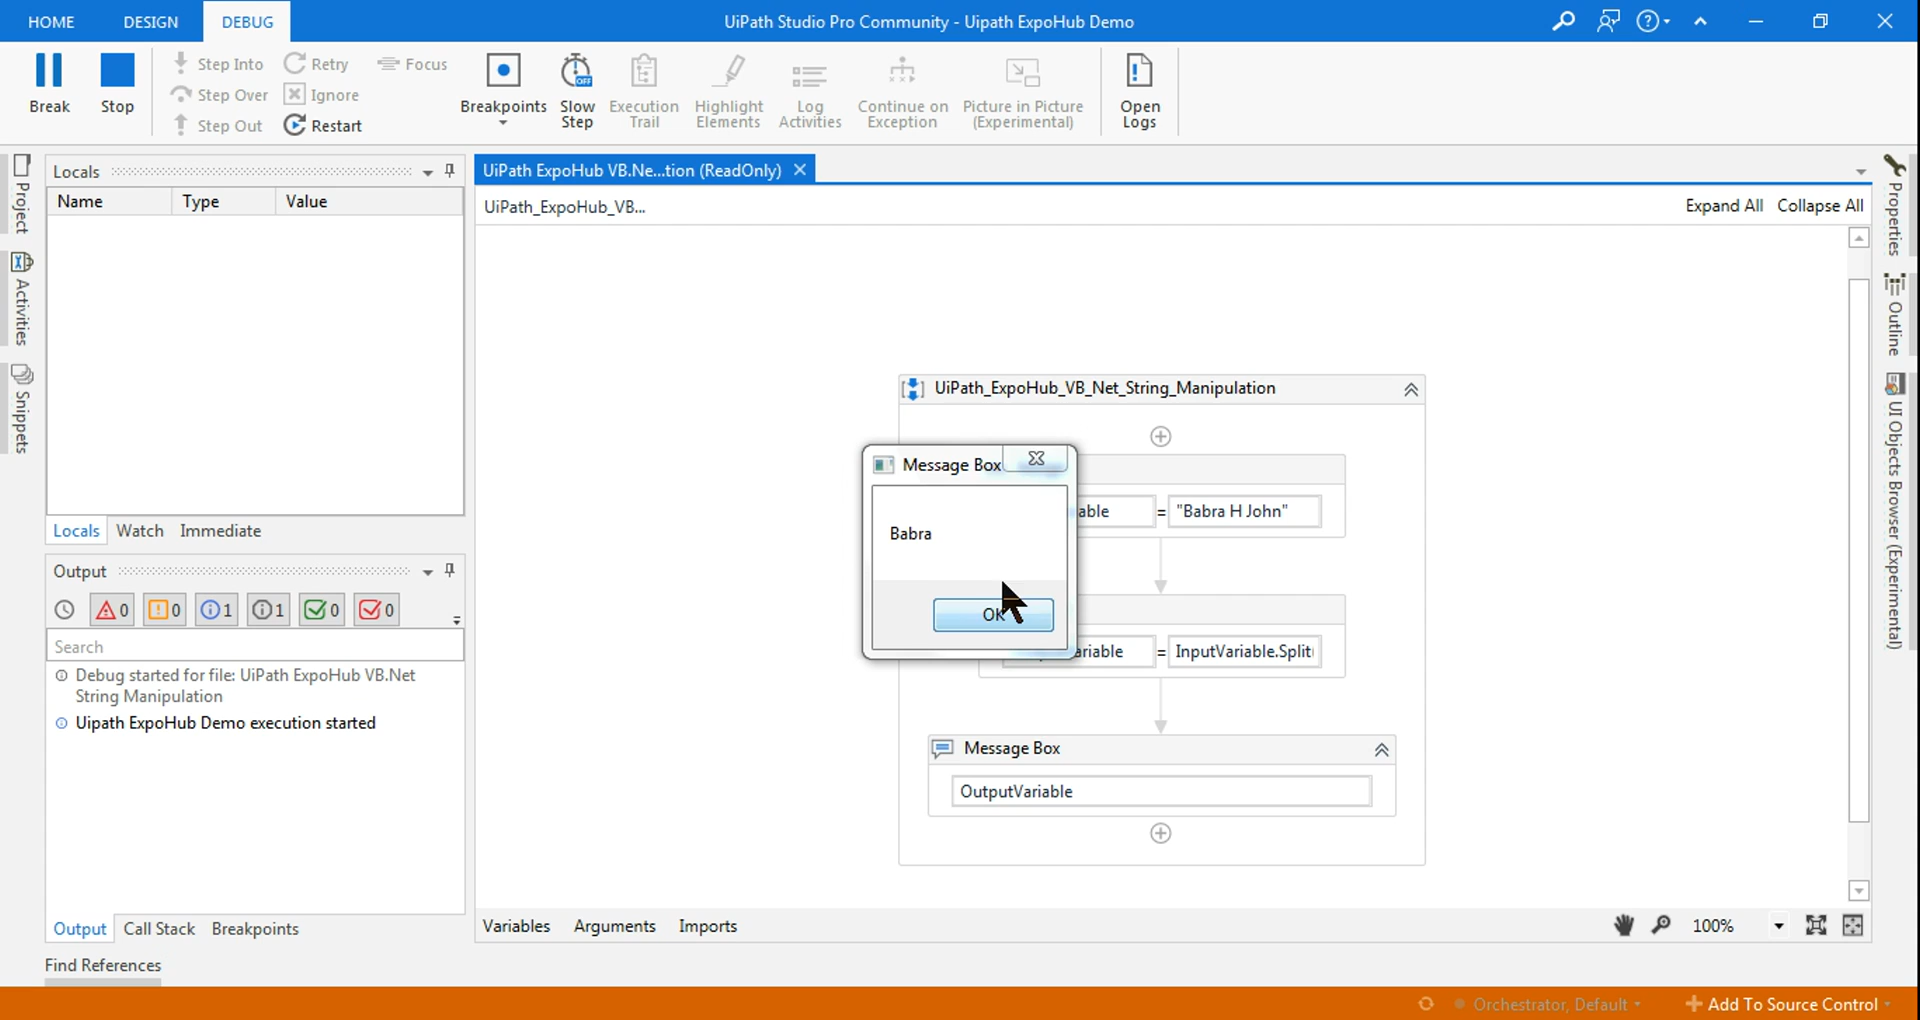 HOME DESIGN DEBUG UiPath Studio Pro Community - Uipath ExpoHub Demo
Break
Stop
Step Into
Step Over
Step Out
Retry
Ignore
Restart
Focus
Breakpoints
Slow
Step
Execution
Trail
Highlight
Elements
Log
Activities
Continue on
Exception
Picture in Picture
(Experimental)
Open
Logs
Project
Activities
Snippets
Locals
Name Type Value
Locals Watch Immediate
Output
0 0 1 1 0 0
Search
Debug started for file: UiPath ExpoHub VB.Net
String Manipulation
Uipath ExpoHub Demo execution started
Output Call Stack Breakpoints
Find References
UiPath ExpoHub VB.Ne...tion (ReadOnly)
UiPath_ExpoHub_VB...
Expand All Collapse All
UiPath_ExpoHub_VB_Net_String_Manipulation
Message Box
Babra
OK
able = "Babra H John"
ariable = InputVariable.Split(
Message Box
OutputVariable
Variables Arguments Imports
100%
Properties
Outline
UI Objects Browser (Experimental)
Orchestrator, Default
Add To Source Control